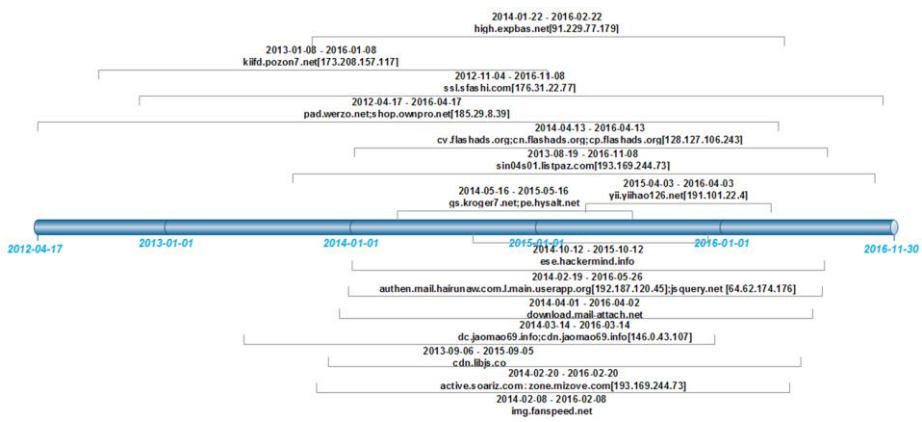 2014-01-22 - 2016-02-22
high.expbas.net[91.229.77.179]
2013-01-08 - 2016-01-08
kiifd.pozon7.net[173.208.157.117]
2012-11-04 - 2016-11-08
ssl.sfashi.com[176.31.22.77]
2012-04-17 - 2016-04-17
pad.werzo.net;shop.ownpro.net[185.29.8.39]
2014-04-13 - 2016-04-13
cv.flashads.org;cn.flashads.org;cp.flashads.org[128.127.106.243]
2013-08-19 - 2016-11-08
sin04s01.listpaz.com[193.169.244.73]
2015-04-03 - 2016-04-03
yii.yiihao126.net[191.101.22.4]
2014-05-16 - 2015-05-16
gs.kroger7.net;pe.hysalt.net
2012-04-17
2013-01-01
2014-01-01
2015-01-01
2016-01-01
2016-11-30
2014-10-12 - 2015-10-12
ese.hackermind.info
2014-02-19 - 2016-05-26
authen.mail.hairunaw.com.l.main.userapp.org[192.187.120.45];jsquery.net [64.62.174.176]
2014-04-01 - 2016-04-02
download.mail-attach.net
2014-03-14 - 2016-03-14
dc.jaomao69.info;cdn.jaomao69.info[146.0.43.107]
2013-09-06 - 2015-09-05
cdn.libjs.co
2014-02-20 - 2016-02-20
active.soariz.com;zone.mizove.com[193.169.244.73]
2014-02-08 - 2016-02-08
img.fanspeed.net